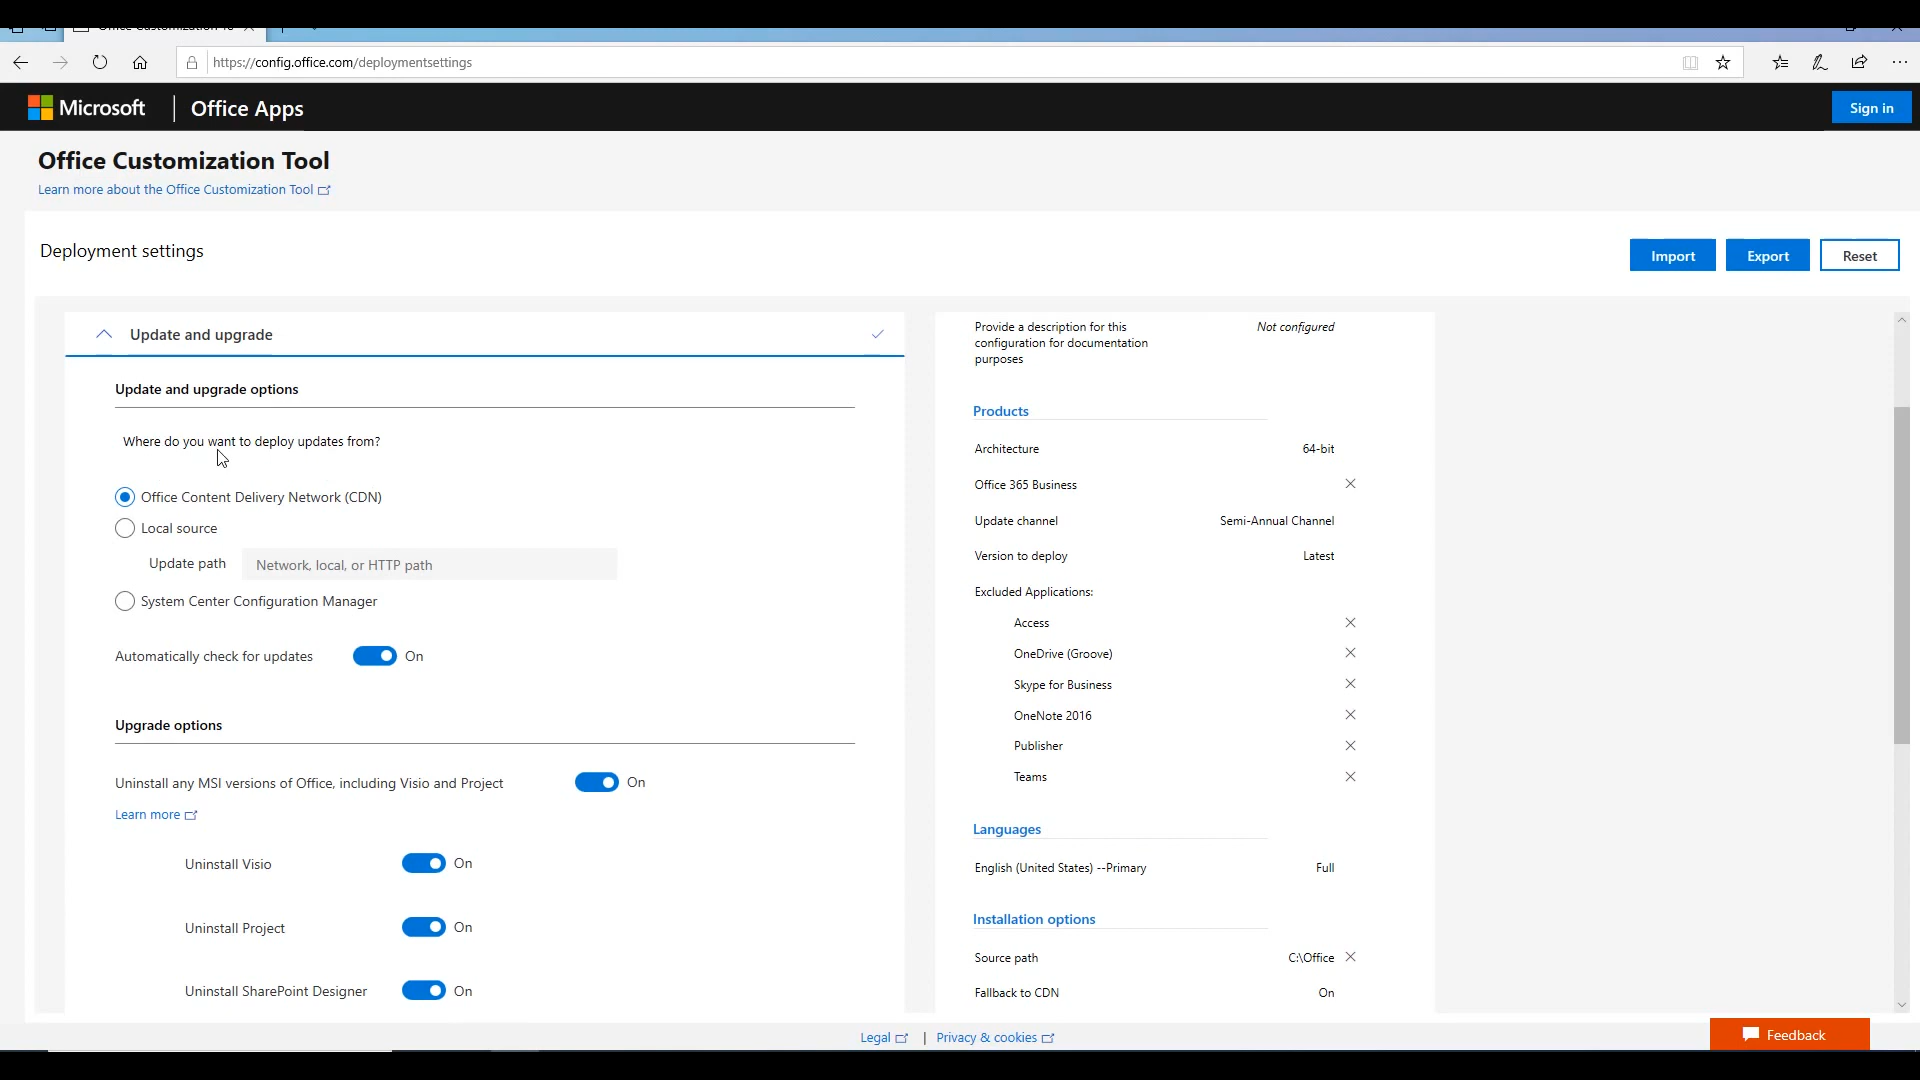 https://config.office.com/deploymentsettings
Microsoft | Office Apps
Sign in
Office Customization Tool
Learn more about the Office Customization Tool
Deployment settings
Import
Export
Reset
Update and upgrade
Update and upgrade options
Where do you want to deploy updates from?
Office Content Delivery Network (CDN)
Local source
Update path
Network, local, or HTTP path
System Center Configuration Manager
Automatically check for updates
On
Upgrade options
Uninstall any MSI versions of Office, including Visio and Project
On
Learn more
Uninstall Visio
On
Uninstall Project
On
Uninstall SharePoint Designer
On
Provide a description for this
configuration for documentation
purposes
Not configured
Products
Architecture
64-bit
Office 365 Business
Update channel
Semi-Annual Channel
Version to deploy
Latest
Excluded Applications:
Access
OneDrive (Groove)
Skype for Business
OneNote 2016
Publisher
Teams
Languages
English (United States) --Primary
Full
Installation options
Source path
C:\Office
Fallback to CDN
On
Legal
|
Privacy & cookies
Feedback